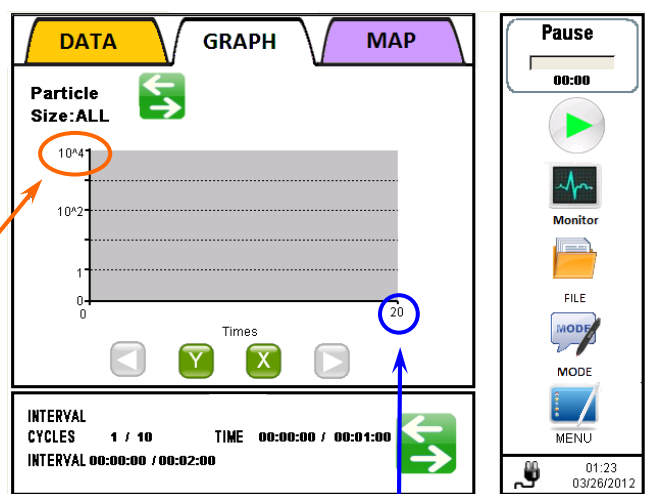 DATA
GRAPH
MAP
Particle
Size:ALL
10^4
10^2
1
0
0
20
Times
Y
X
INTERVAL
CYCLES 1 / 10 TIME 00:00:00 / 00:01:00
INTERVAL 00:00:00 / 00:02:00
Pause
00:00
Monitor
FILE
MODE
MODE
MENU
01:23
03/26/2012